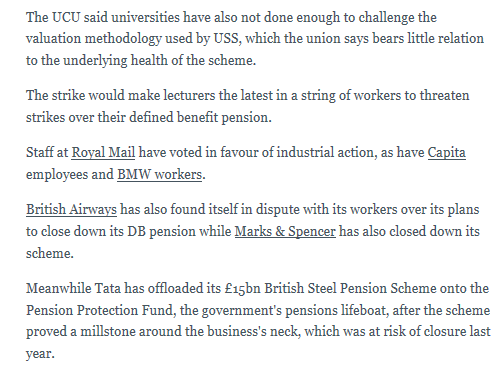 The UCU said universities have also not done enough to challenge the
valuation methodology used by USS, which the union says bears little relation
to the underlying health of the scheme.
The strike would make lecturers the latest in a string of workers to threaten
strikes over their defined benefit pension.
Staff at Royal Mail have voted in favour of industrial action, as have Capita
employees and BMW workers.
British Airways has also found itself in dispute with its workers over its plans
to close down its DB pension while Marks & Spencer has also closed down its
scheme.
Meanwhile Tata has offloaded its £15bn British Steel Pension Scheme onto the
Pension Protection Fund, the government's pensions lifeboat, after the scheme
proved a millstone around the business's neck, which was at risk of closure last
year.